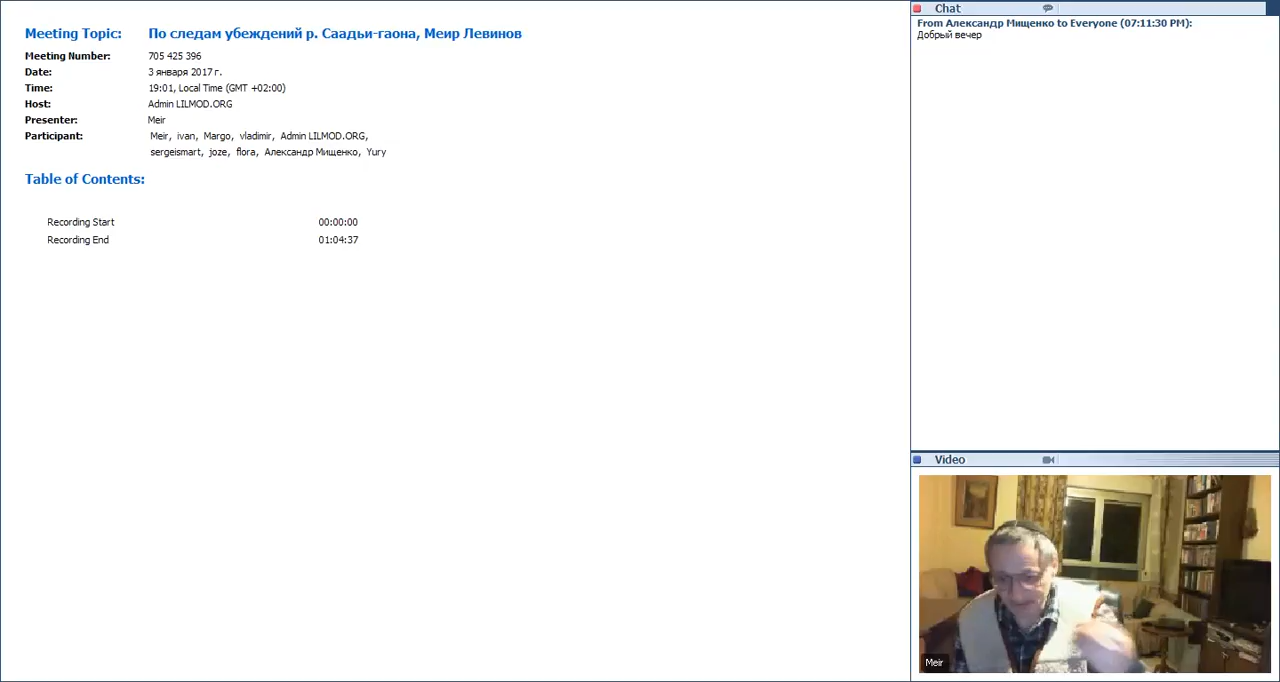 Meeting Topic: По следам убеждений р. Саадьи-гаона, Меир Левинов
Meeting Number: 705 425 396
Date: 3 января 2017 г.
Time: 19:01, Local Time (GMT +02:00)
Host: Admin LILMOD.ORG
Presenter: Meir
Participant: Meir, ivan, Margo, vladimir, Admin LILMOD.ORG,
sergeismart, joze, flora, Александр Мищенко, Yury
Table of Contents:
Recording Start 00:00:00
Recording End 01:04:37
Chat
From Александр Мищенко to Everyone (07:11:30 PM):
Добрый вечер
Video
Meir